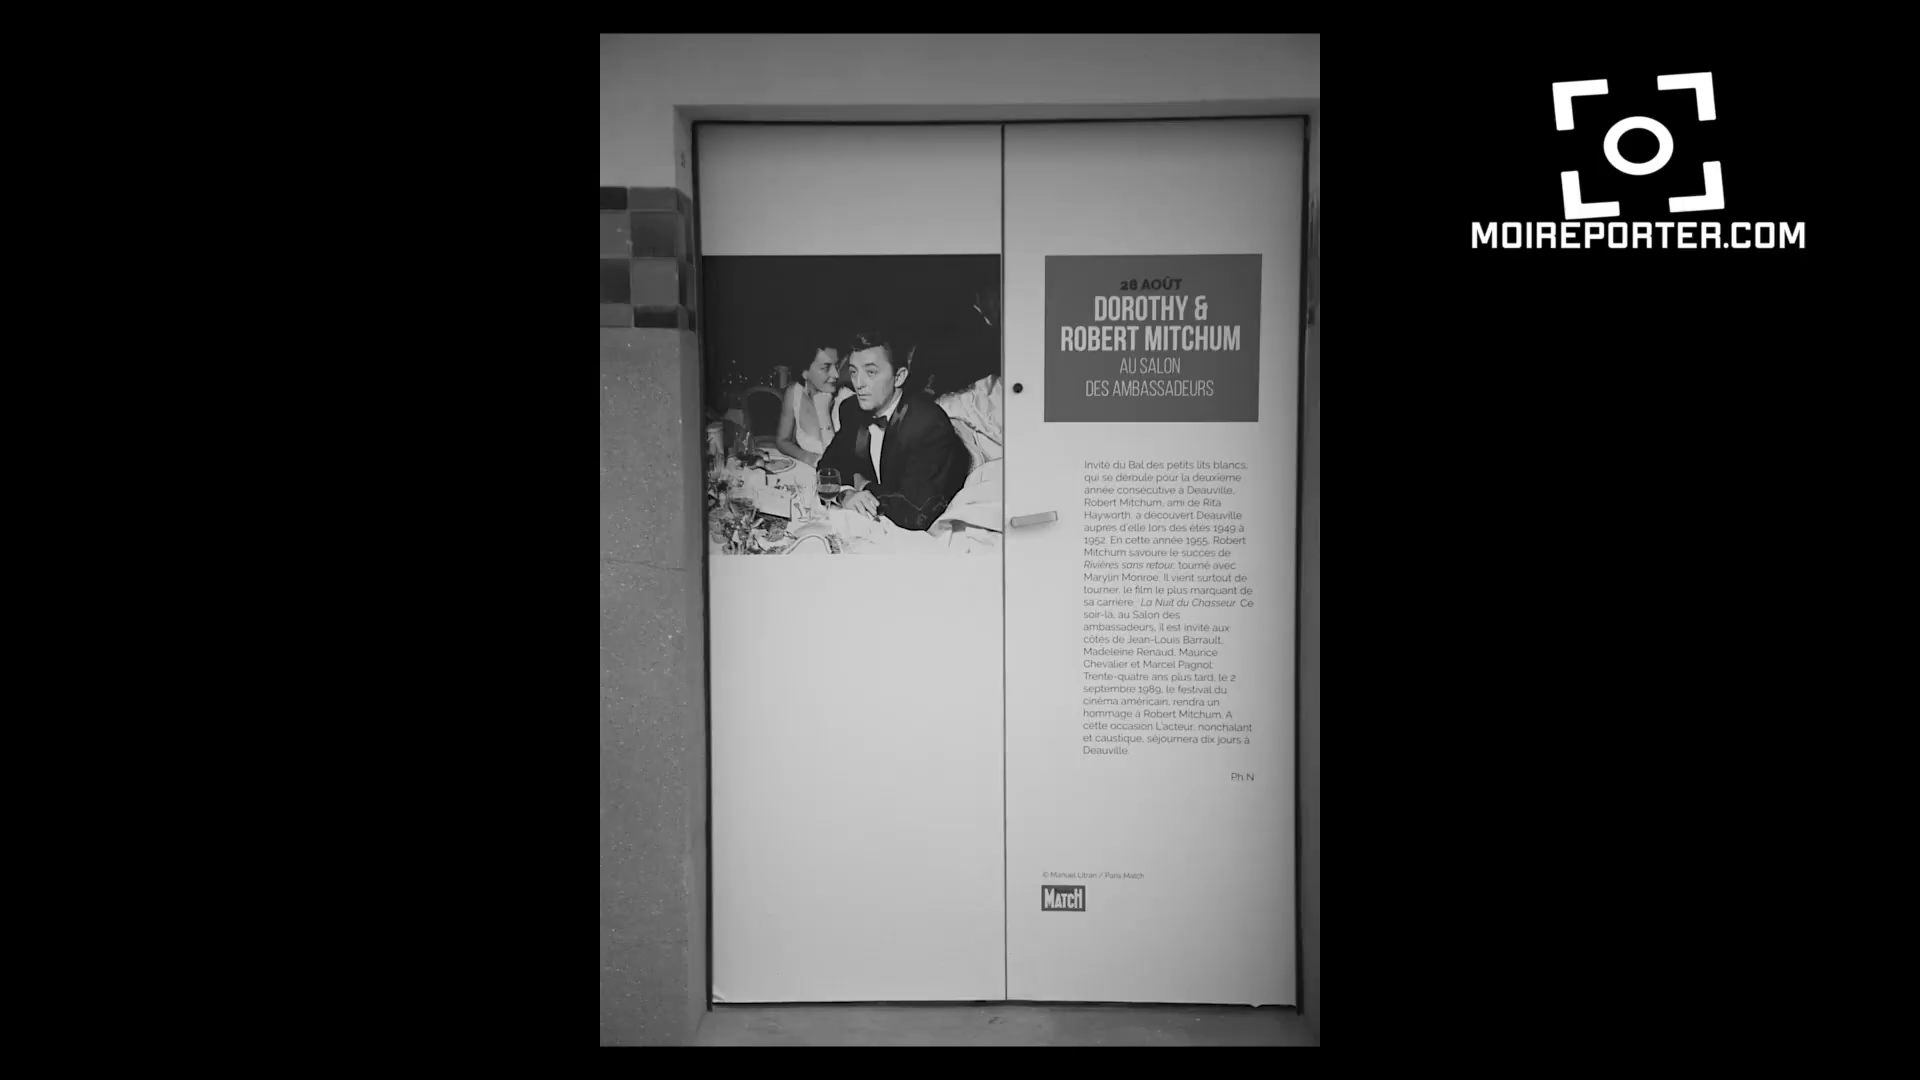 MOIREPORTER.COM
28 AOÛT
DOROTHY &
ROBERT MITCHUM
AU SALON
DES AMBASSADEURS
Invité du Bal des petits lits blancs,
qui se déroule pour la deuxième
année consécutive à Deauville,
Robert Mitchum, ami de Rita
Hayworth, a découvert Deauville
auprès d'elle lors des étés 1949 à
1952. En cette année 1955, Robert
Mitchum savoure le succès de
Rivières sans retour, tourné avec
Marylin Monroe. Il vient surtout de
tourner, le film le plus marquant de
sa carrière : La Nuit du Chasseur. Ce
soir-là, au Salon des
ambassadeurs, il est invité aux
côtés de Jean-Louis Barrault,
Madeleine Renaud, Maurice
Chevalier et Marcel Pagnol.
Trente-quatre ans plus tard, le 2
septembre 1989, le festival du
cinéma américain, rendra un
hommage à Robert Mitchum. A
cette occasion L'acteur, nonchalant
et caustique, séjournera dix jours à
Deauville.
Ph.N
© Manuel Litran / Paris Match
MATCH